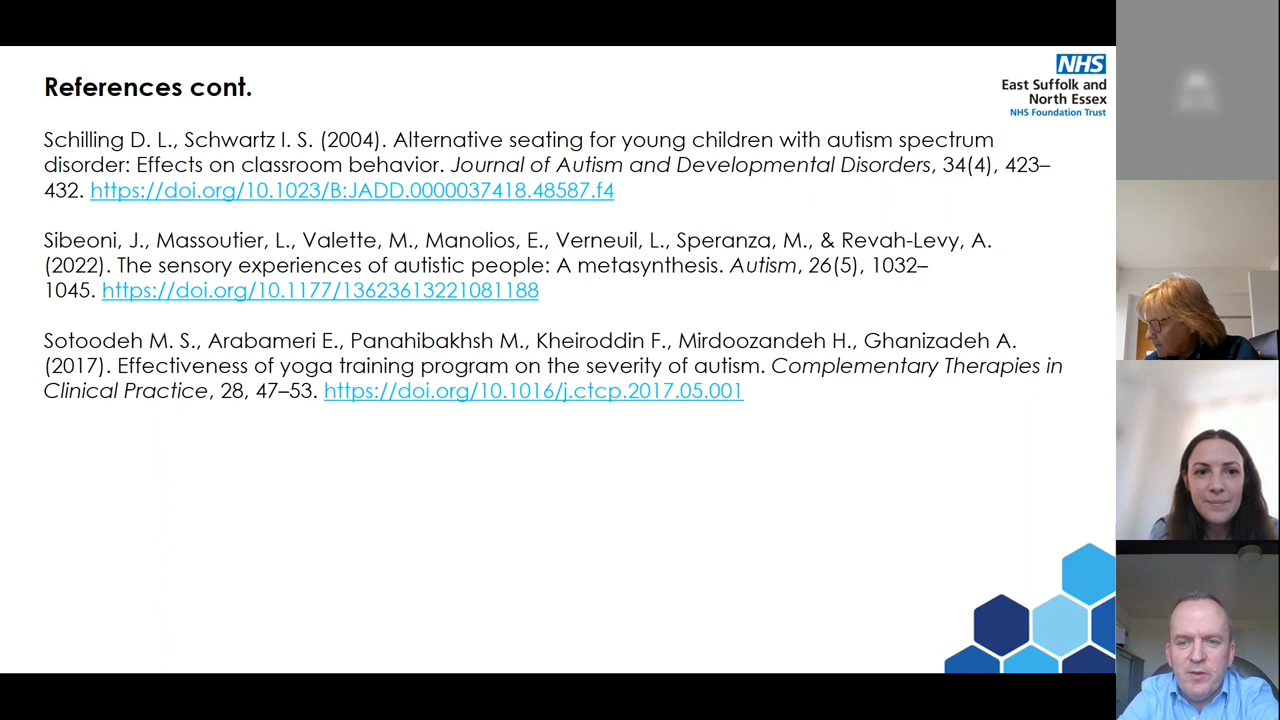 References cont.
NHS
East Suffolk and
North Essex
NHS Foundation Trust
Schilling D. L., Schwartz I. S. (2004). Alternative seating for young children with autism spectrum
disorder: Effects on classroom behavior. Journal of Autism and Developmental Disorders, 34(4), 423–
432. https://doi.org/10.1023/B:JADD.0000037418.48587.f4
Sibeoni, J., Massoutier, L., Valette, M., Manolios, E., Verneuil, L., Speranza, M., & Revah-Levy, A.
(2022). The sensory experiences of autistic people: A metasynthesis. Autism, 26(5), 1032–
1045. https://doi.org/10.1177/13623613221081188
Sotoodeh M. S., Arabameri E., Panahibakhsh M., Kheiroddin F., Mirdoozandeh H., Ghanizadeh A.
(2017). Effectiveness of yoga training program on the severity of autism. Complementary Therapies in
Clinical Practice, 28, 47–53. https://doi.org/10.1016/j.ctcp.2017.05.001